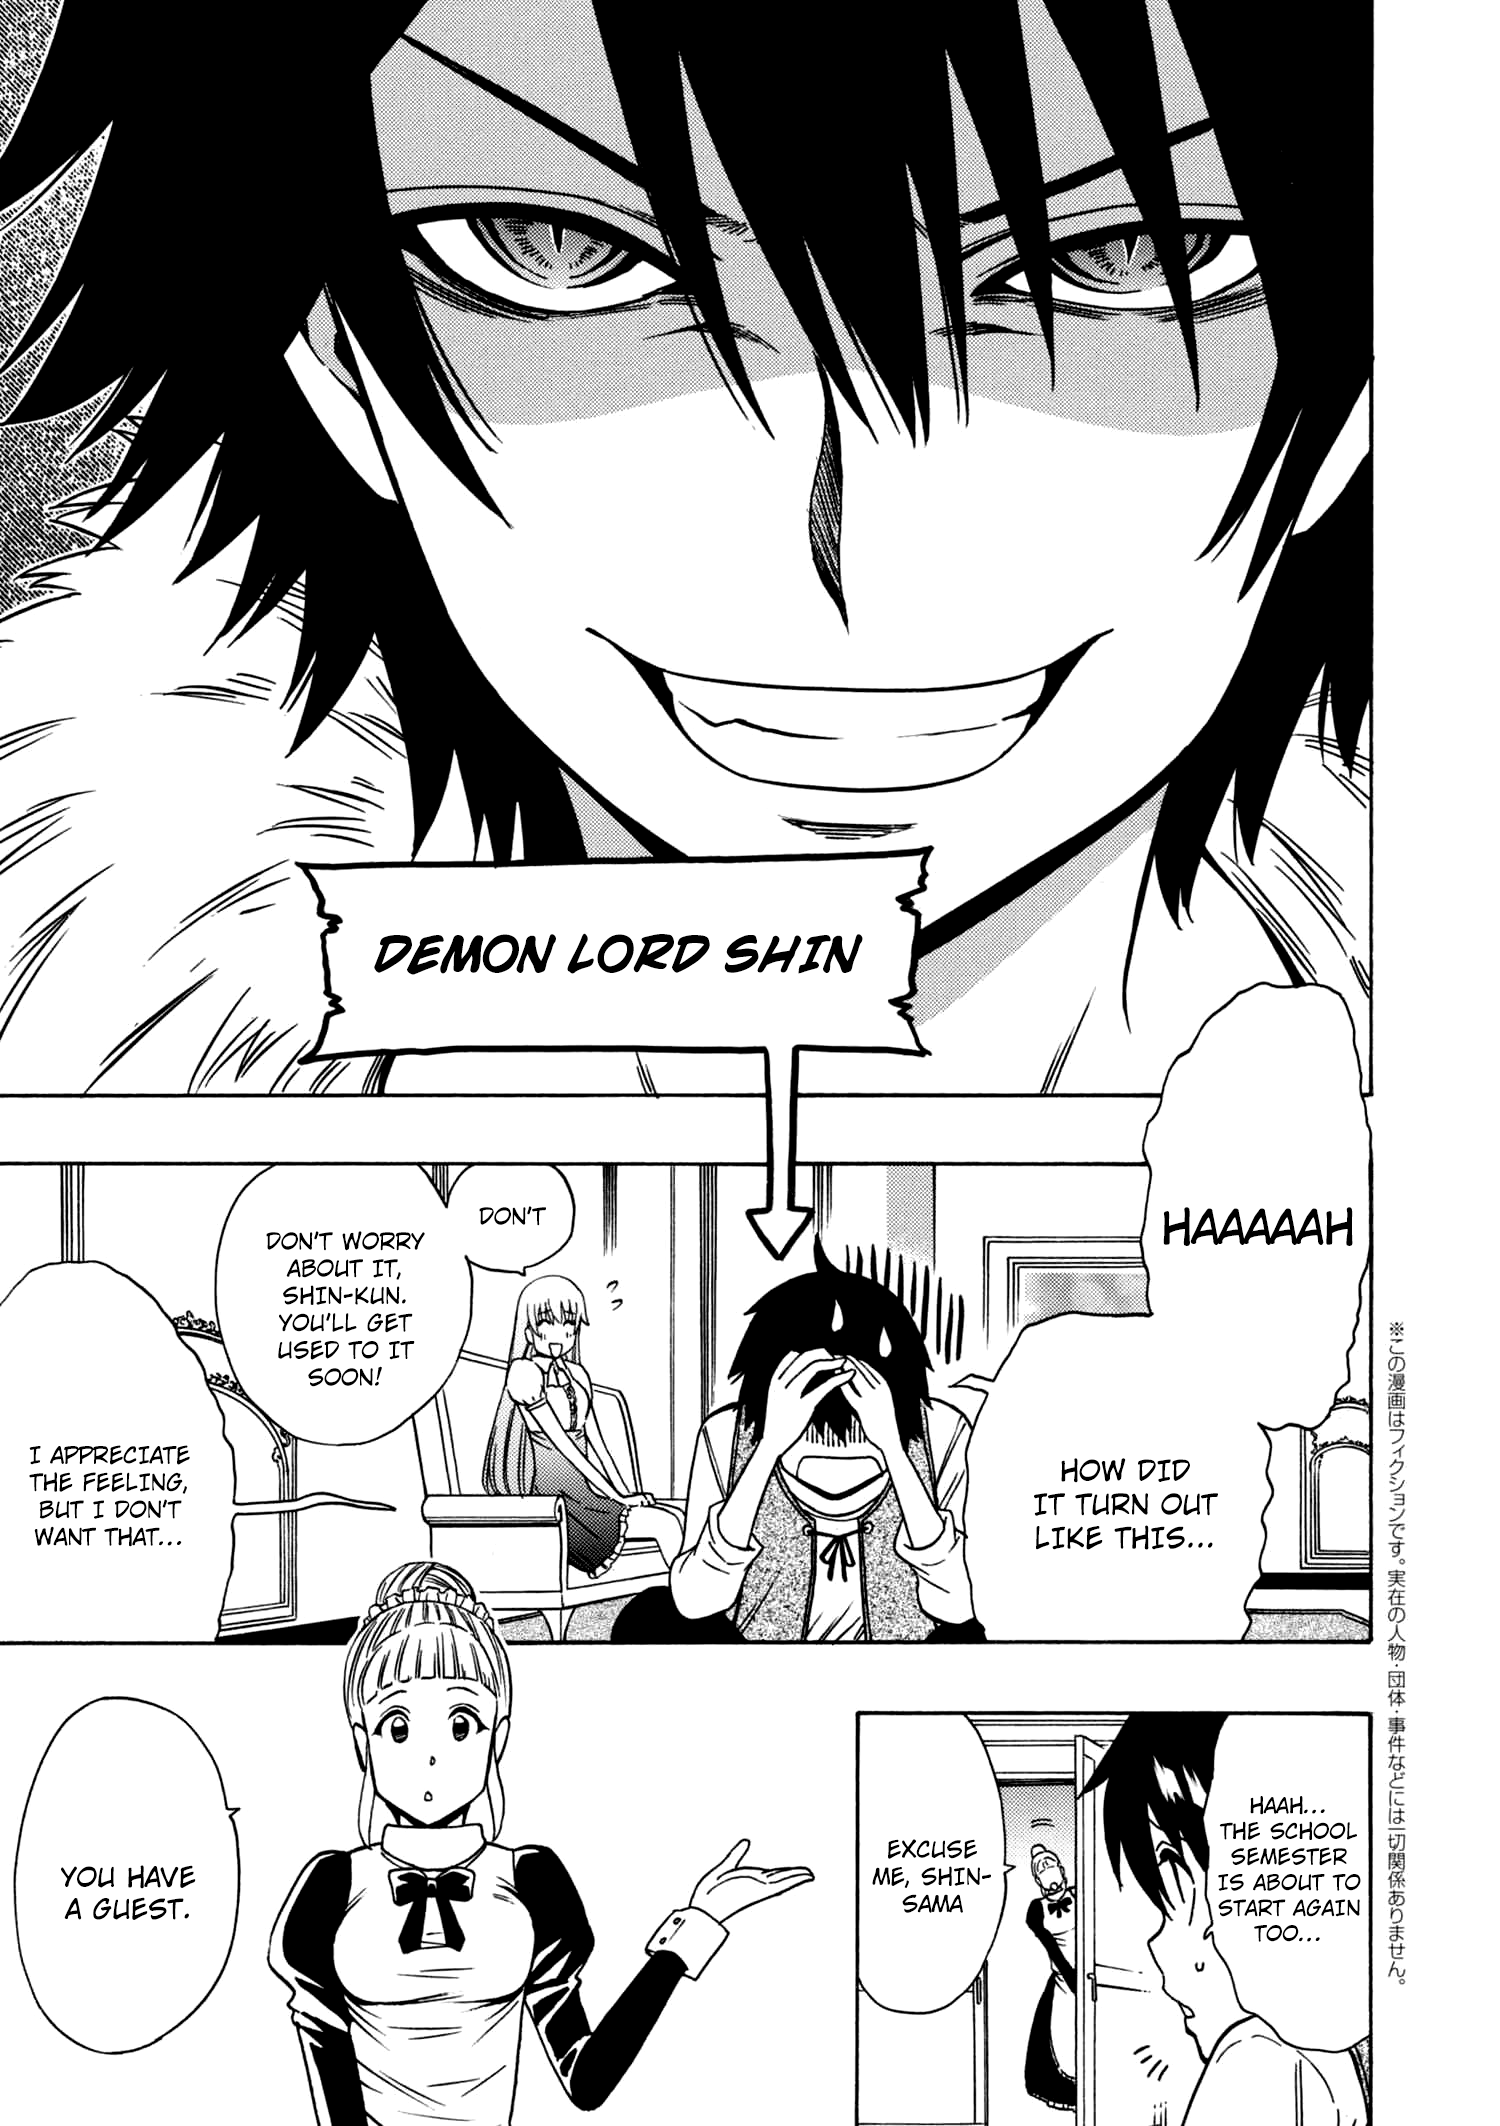 DEMON LORD SHIN
HAAAAAH
HOW DID
IT TURN OUT
LIKE THIS...
DON'T
DON'T WORRY
ABOUT IT,
SHIN-KUN.
YOU'LL GET
USED TO IT
SOON!
I APPRECIATE
THE FEELING,
BUT I DON'T
WANT THAT...
HAAH...
THE SCHOOL
SEMESTER
IS ABOUT TO
START AGAIN
TOO...
EXCUSE
ME, SHIN-
SAMA
YOU HAVE
A GUEST.
※この漫画はフィクションです。実在の人物・団体・事件などには一切関係ありません。